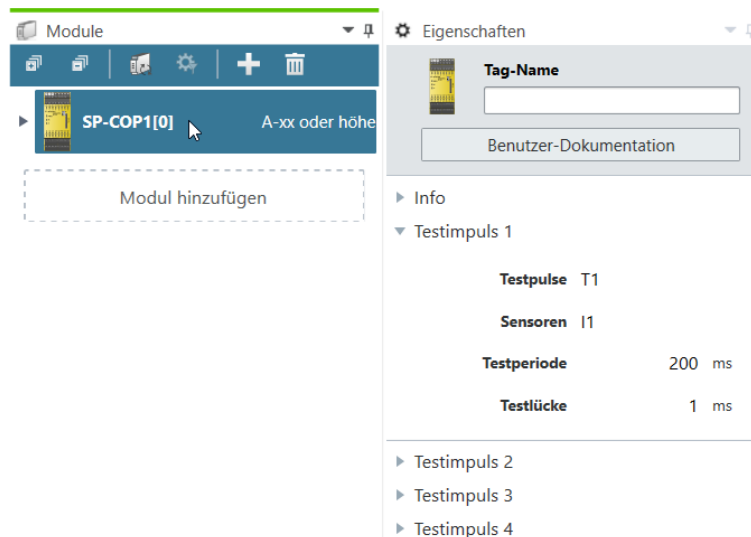 Module
SP-COP1[0] A-xx oder höhe
Modul hinzufügen
Eigenschaften
Tag-Name
Benutzer-Dokumentation
Info
Testimpuls 1
Testpulse T1
Sensoren I1
Testperiode 200 ms
Testlücke 1 ms
Testimpuls 2
Testimpuls 3
Testimpuls 4